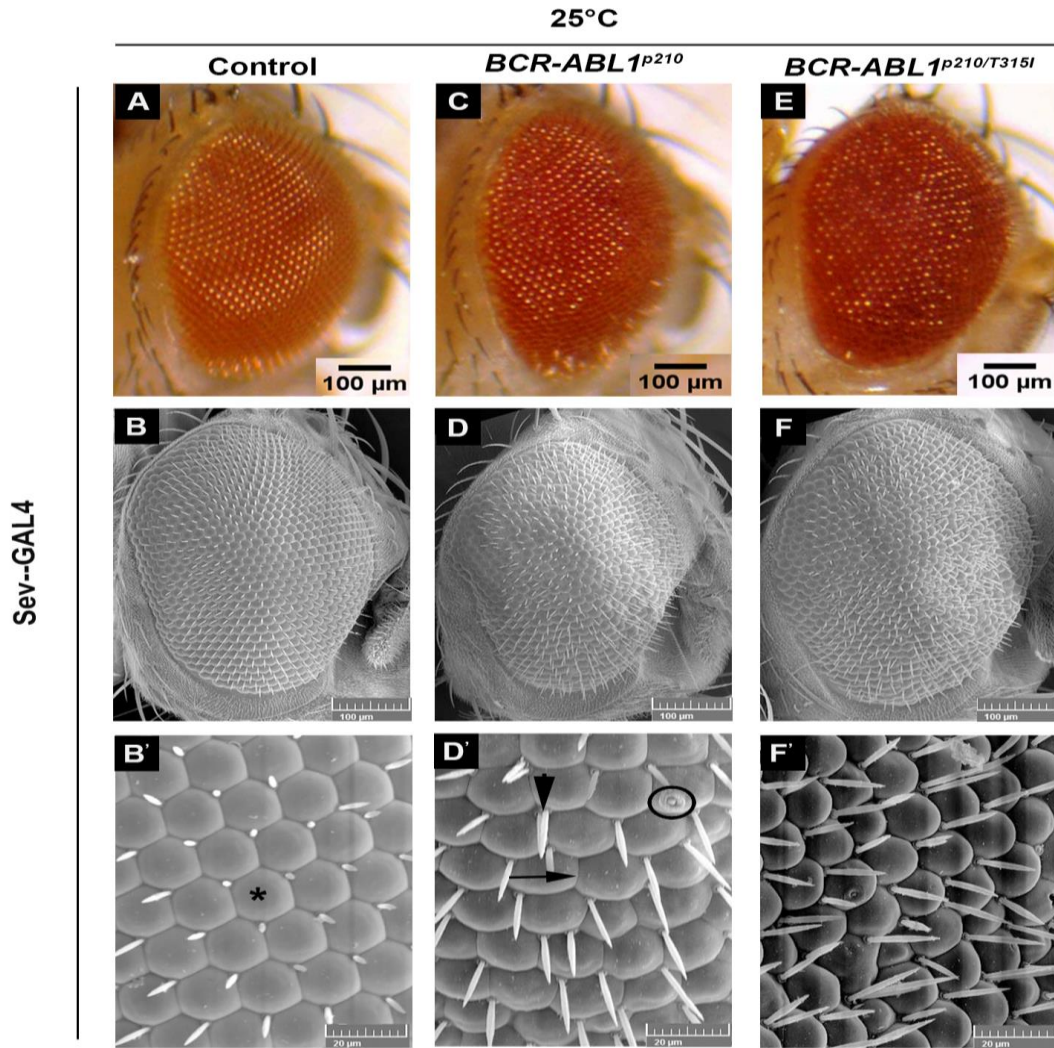 25°C
Control
BCR-ABL1p210
BCR-ABL1p210/T315I
Sev--GAL4
A
100 µm
C
100 µm
E
100 µm
B
100 µm
D
100 µm
F
100 µm
B'
*
20 µm
D'
20 µm
F'
20 µm